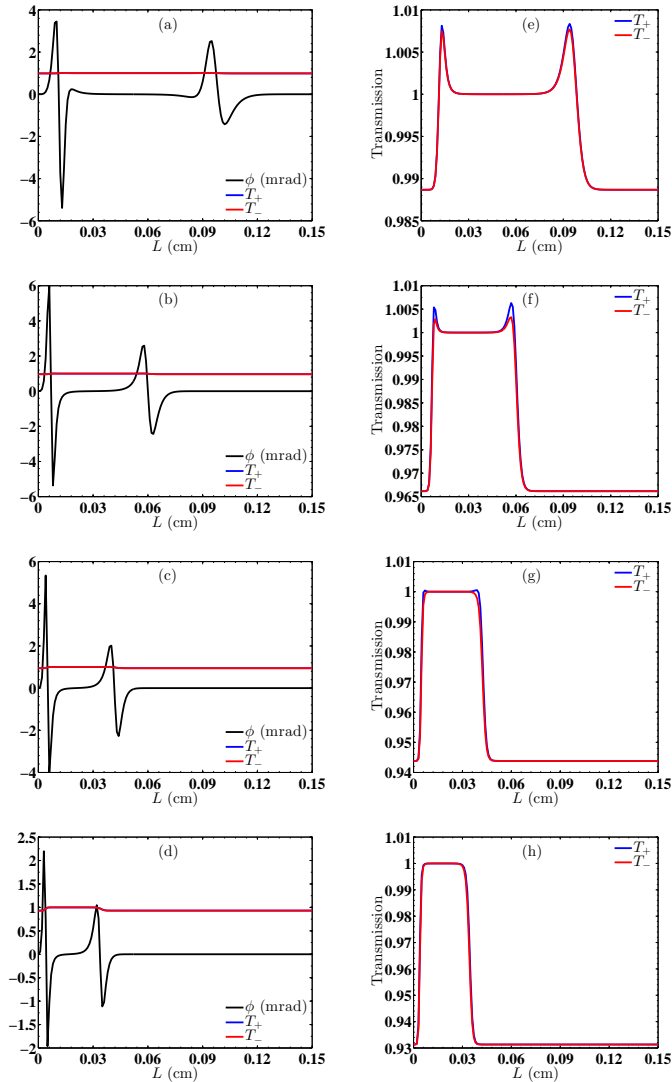 (a)
4
2
0
−2
−4
−6
ϕ (mrad)
T+
T−
0 0.03 0.06 0.09 0.12 0.15
L (cm)
(e)
1.01
1.005
1
0.995
0.99
0.985
Transmission
T+
T−
0 0.03 0.06 0.09 0.12 0.15
L (cm)
(b)
6
4
2
0
−2
−4
−6
ϕ (mrad)
T+
T−
0 0.03 0.06 0.09 0.12 0.15
L (cm)
(f)
1.01
1.005
1
0.995
0.99
0.985
0.98
0.975
0.97
0.965
Transmission
T+
T−
0 0.03 0.06 0.09 0.12 0.15
L (cm)
(c)
6
4
2
0
−2
−4
ϕ (mrad)
T+
T−
0 0.03 0.06 0.09 0.12 0.15
L (cm)
(g)
1.01
1
0.99
0.98
0.97
0.96
0.95
0.94
Transmission
T+
T−
0 0.03 0.06 0.09 0.12 0.15
L (cm)
(d)
2.5
2
1.5
1
0.5
0
−0.5
−1
−1.5
−2
ϕ (mrad)
T+
T−
0 0.03 0.06 0.09 0.12 0.15
L (cm)
(h)
1.01
1
0.99
0.98
0.97
0.96
0.95
0.94
0.93
Transmission
T+
T−
0 0.03 0.06 0.09 0.12 0.15
L (cm)